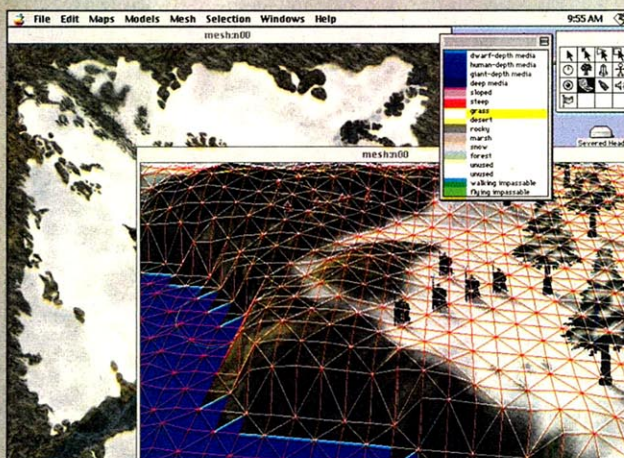 File Edit Maps Models Mesh Selection Windows Help 9:55 AM
mesh:n00
dwarf-depth media
human-depth media
giant-depth media
deep media
sloped
steep
grass
desert
rocky
marsh
snow
forest
unused
unused
walking impassable
flying impassable
Severed Head
mesh:n00